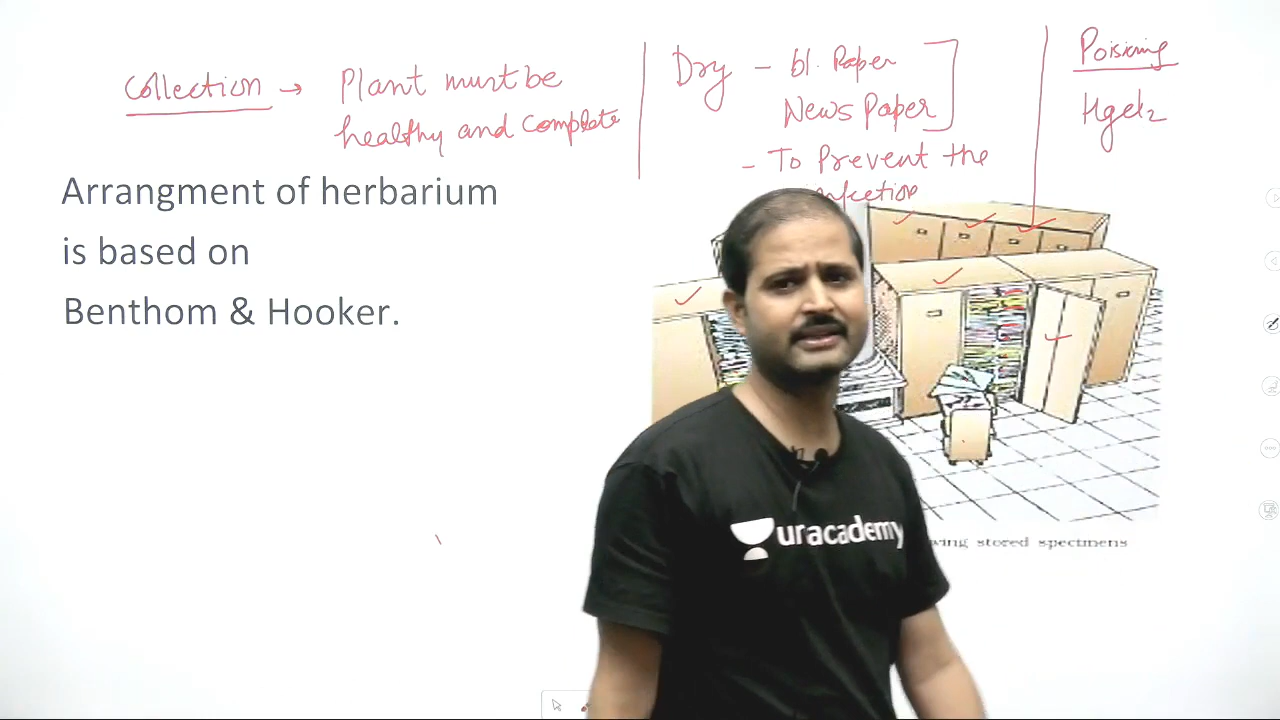 Collection → Plant must be
healthy and complete
Dry - bl. Paper
News Paper
- To Prevent the
Poisioning
Hgcl2
Arrangment of herbarium
is based on
Benthom & Hooker.
uracademy
stored specimens